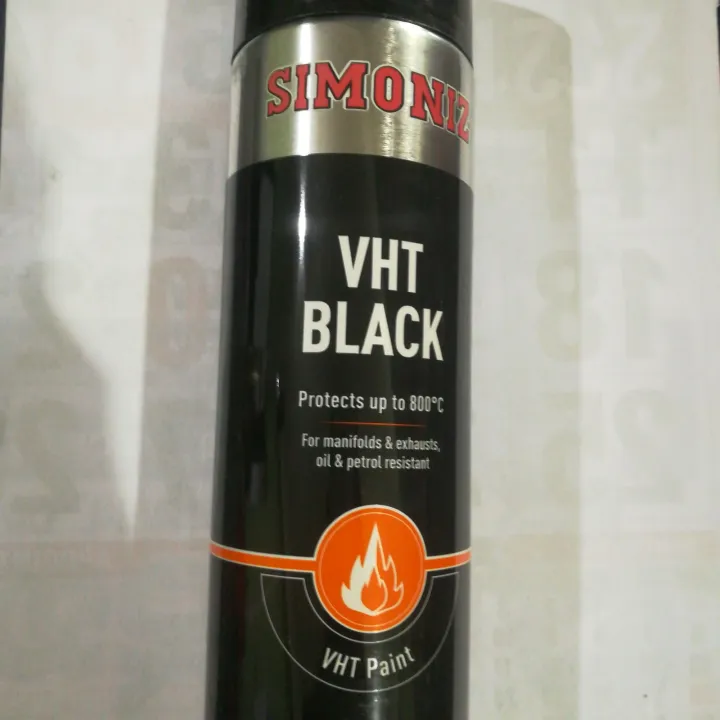 SIMONIZ
VHT
BLACK
Protects up to 800°C
For manifolds & exhausts,
oil & petrol resistant
VHT Paint